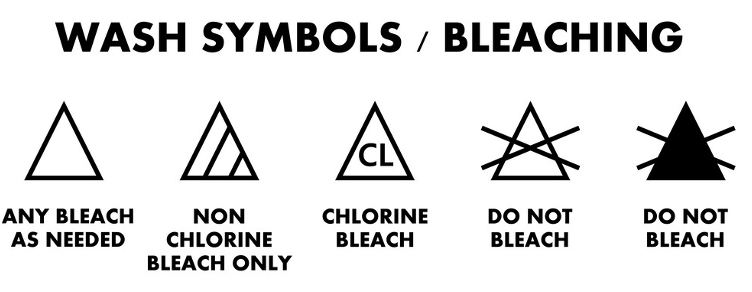 WASH SYMBOLS / BLEACHING
CL
ANY BLEACH
AS NEEDED
NON
CHLORINE
BLEACH ONLY
CHLORINE
BLEACH
DO NOT
BLEACH
DO NOT
BLEACH